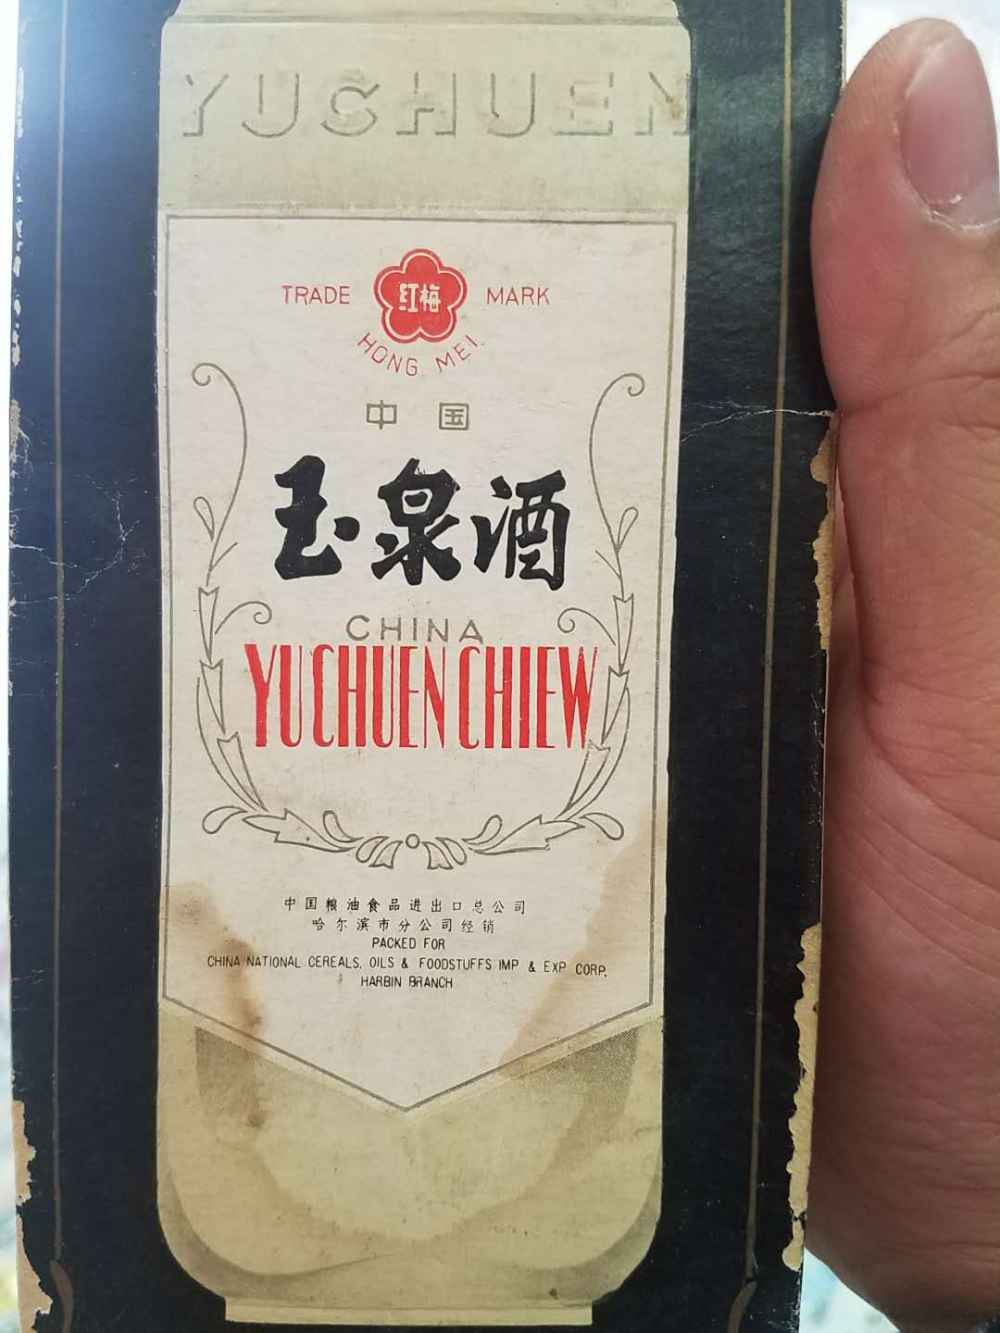 YUCHUEN
TRADE 红梅 MARK
HONG MEI
中国
玉泉酒
CHINA
YUCHUEN CHIEW
中国粮油食品进出口总公司
哈尔滨市分公司经销
PACKED FOR
CHINA NATIONAL CEREALS, OILS & FOODSTUFFS IMP & EXP CORP.
HARBIN BRANCH